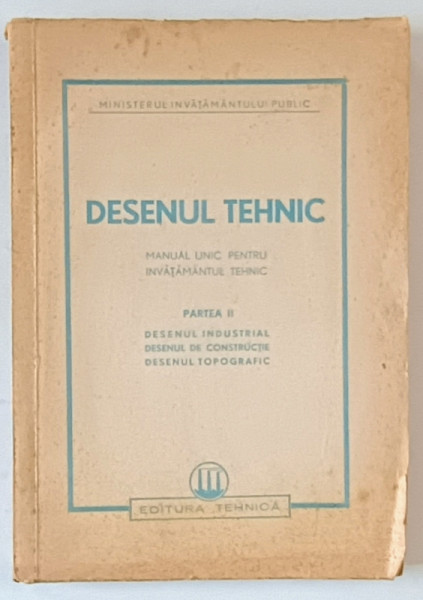 MINISTERUL INVĂȚĂMÂNTULUI PUBLIC
DESENUL TEHNIC
MANUAL UNIC PENTRU
INVĂȚĂMÂNTUL TEHNIC
PARTEA II
DESENUL INDUSTRIAL
DESENUL DE CONSTRUCȚIE
DESENUL TOPOGRAFIC
EDITURA TEHNICĂ